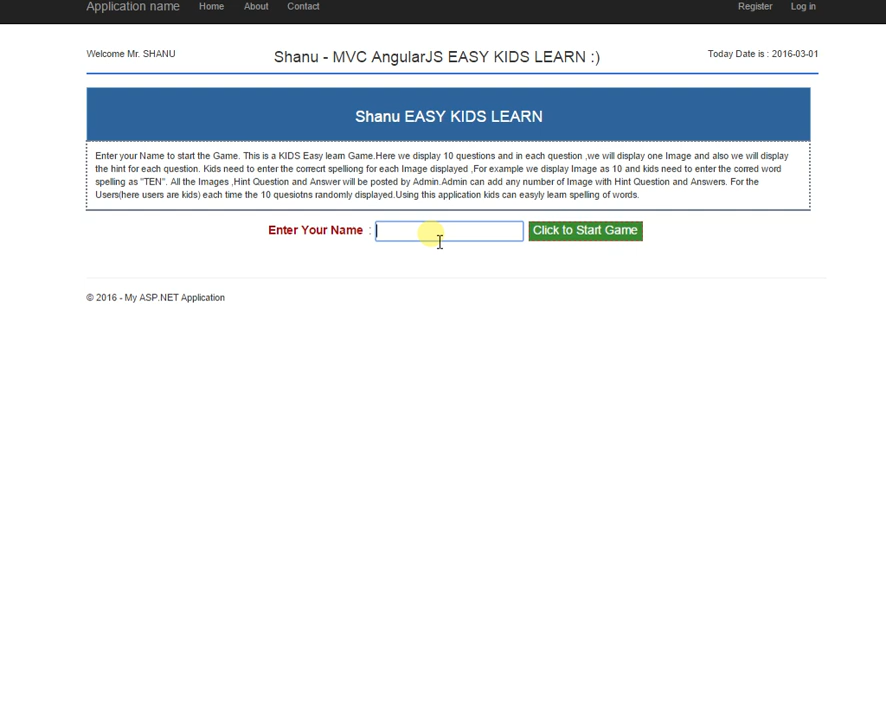 Application name Home About Contact Register Log in
Welcome Mr. SHANU Shanu - MVC AngularJS EASY KIDS LEARN :) Today Date is : 2016-03-01
Shanu EASY KIDS LEARN
Enter your Name to start the Game. This is a KIDS Easy learn Game.Here we display 10 questions and in each question ,we will display one Image and also we will display
the hint for each question. Kids need to enter the correcrt spelliong for each Image displayed ,For example we display Image as 10 and kids need to enter the corred word
spelling as "TEN". All the Images ,Hint Question and Answer will be posted by Admin.Admin can add any number of Image with Hint Question and Answers. For the
Users(here users are kids) each time the 10 quesiotns randomly displayed.Using this application kids can easyly learn spelling of words.
Enter Your Name : Click to Start Game
© 2016 - My ASP.NET Application